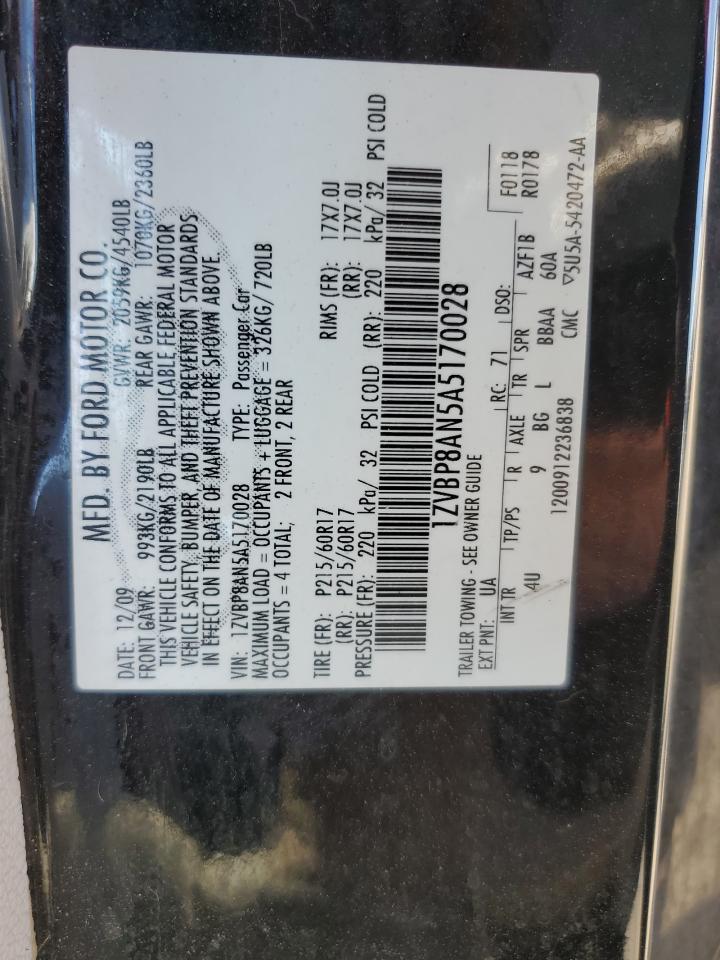 MFD. BY FORD MOTOR CO.
DATE: 12/09 GVWR: 2059KG/4540LB
FRONT GAWR: 993KG/2190LB REAR GAWR: 1070KG/2360LB
THIS VEHICLE CONFORMS TO ALL APPLICABLE FEDERAL MOTOR
VEHICLE SAFETY, BUMPER, AND THEFT PREVENTION STANDARDS
IN EFFECT ON THE DATE OF MANUFACTURE SHOWN ABOVE.
VIN: 1ZVBP8AN5A5170028 TYPE: Passenger Car
MAXIMUM LOAD = OCCUPANTS + LUGGAGE = 326KG/ 720LB
OCCUPANTS = 4 TOTAL; 2 FRONT, 2 REAR
TIRE (FR): P215/60R17 RIMS (FR): 17X7.0J
(RR): P215/60R17 (RR): 17X7.0J
PRESSURE (FR): 220 kPa/ 32 PSI COLD (RR): 220 kPa/ 32 PSI COLD
1ZVBP8AN5A5170028
TRAILER TOWING - SEE OWNER GUIDE
EXT PNT: UA RC: 71 DSO: F0118
R0178
INT TR TP/PS R AXLE TR SPR AZF1B
4U 9 BG L BBAA 60A
1200912236838 CMC ▽5U5A-5420472-AA